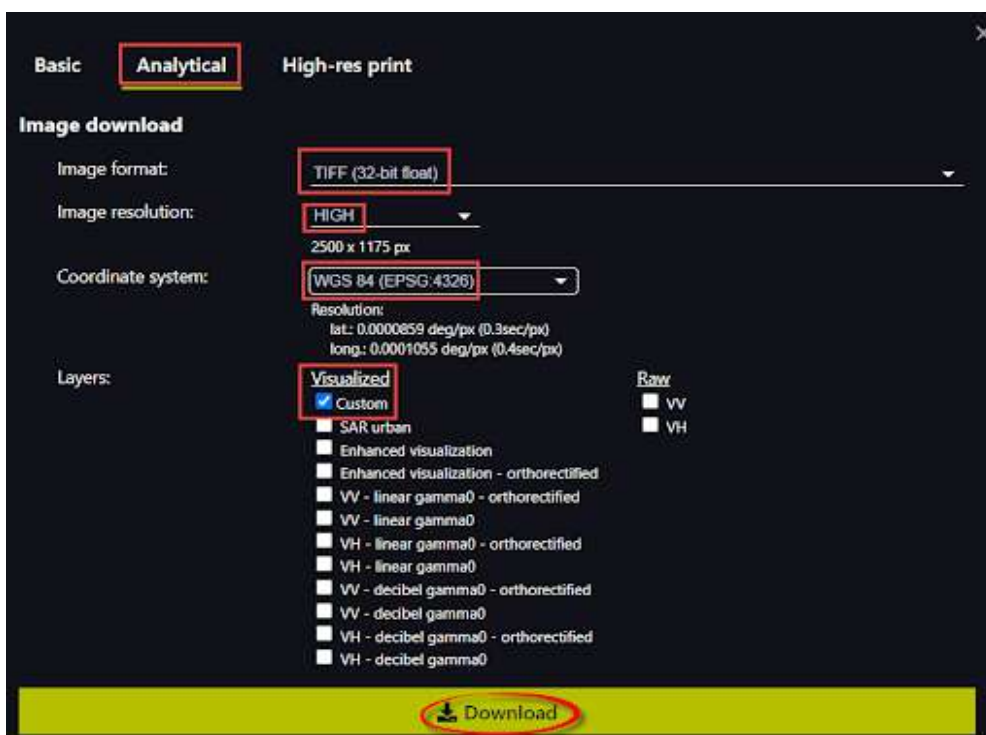 Basic Analytical High-res print
Image download
Image format: TIFF (32-bit float)
Image resolution: HIGH
2500 x 1175 px
Coordinate system: WGS 84 (EPSG:4326)
Resolution:
lat.: 0.0000859 deg/px (0.3sec/px)
long.: 0.0001055 deg/px (0.4sec/px)
Layers: Visualized Raw
Custom VV
SAR urban VH
Enhanced visualization
Enhanced visualization - orthorectified
VV - linear gamma0 - orthorectified
VV - linear gamma0
VH - linear gamma0 - orthorectified
VH - linear gamma0
VV - decibel gamma0 - orthorectified
VV - decibel gamma0
VH - decibel gamma0 - orthorectified
VH - decibel gamma0
Download